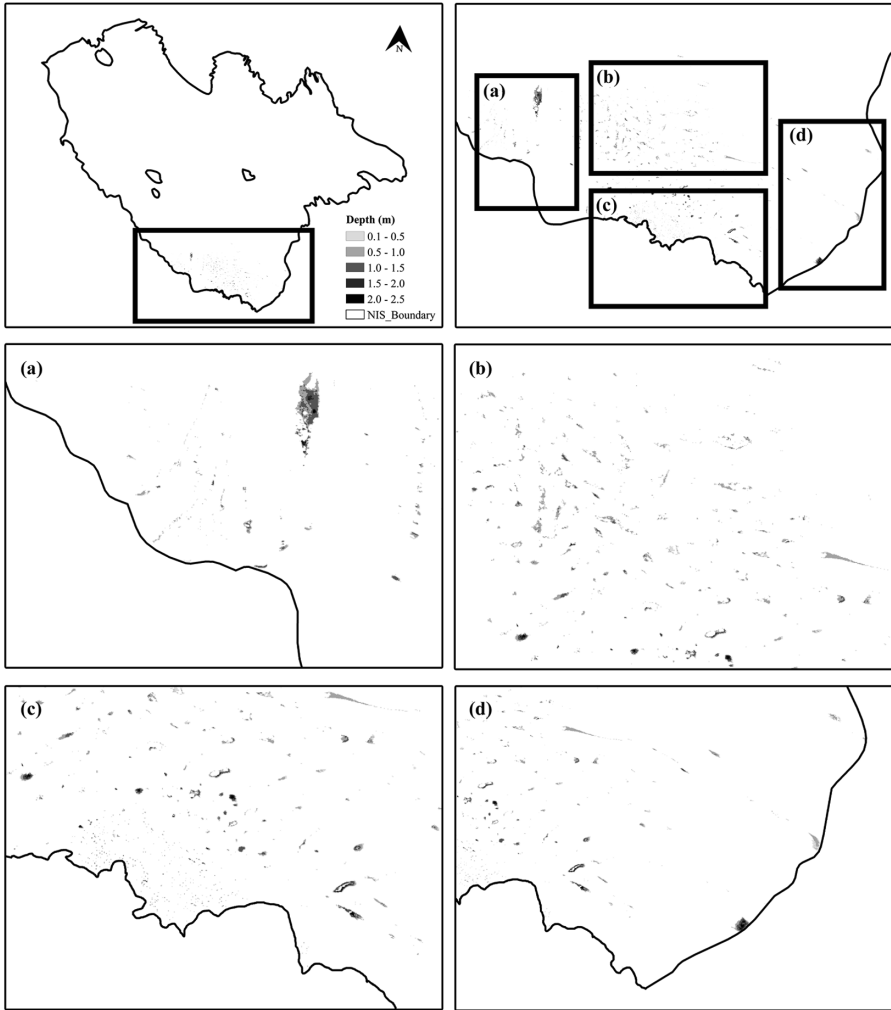 N
Depth (m)
0.1 - 0.5
0.5 - 1.0
1.0 - 1.5
1.5 - 2.0
2.0 - 2.5
NIS_Boundary
(a)
(b)
(d)
(c)
(a)
(b)
(c)
(d)